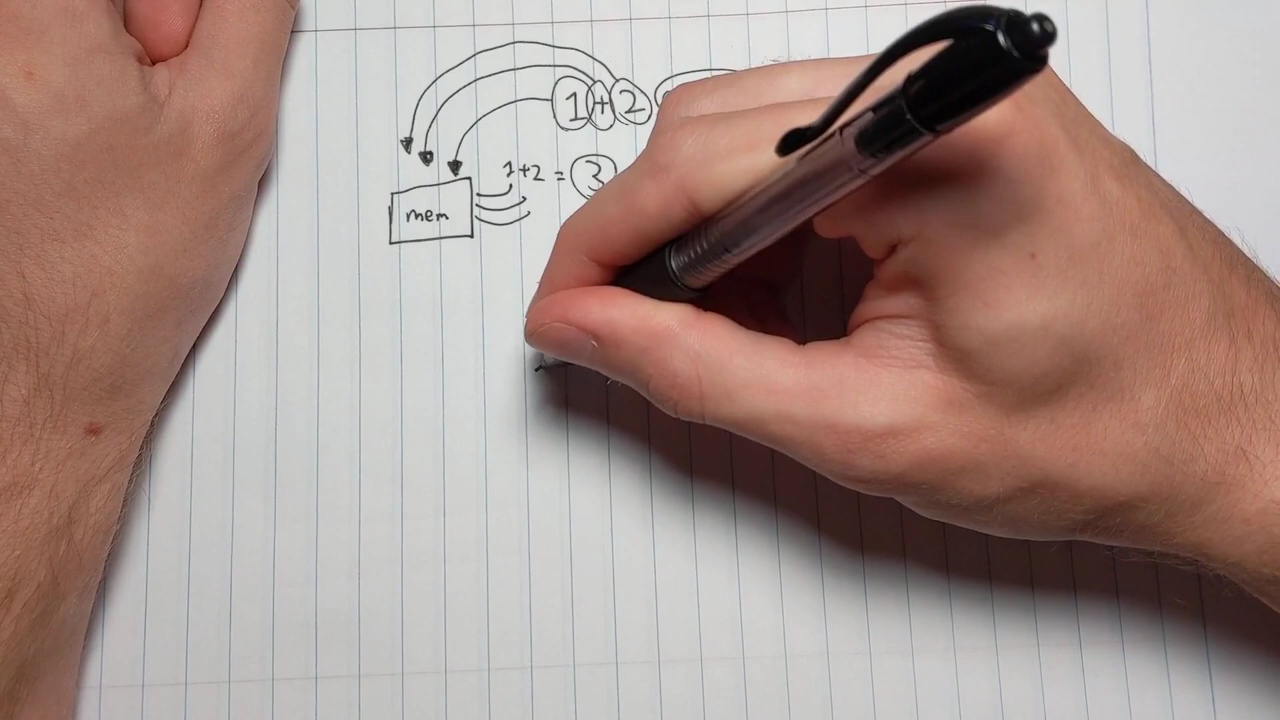 1 + 2
1+2 = 3
mem